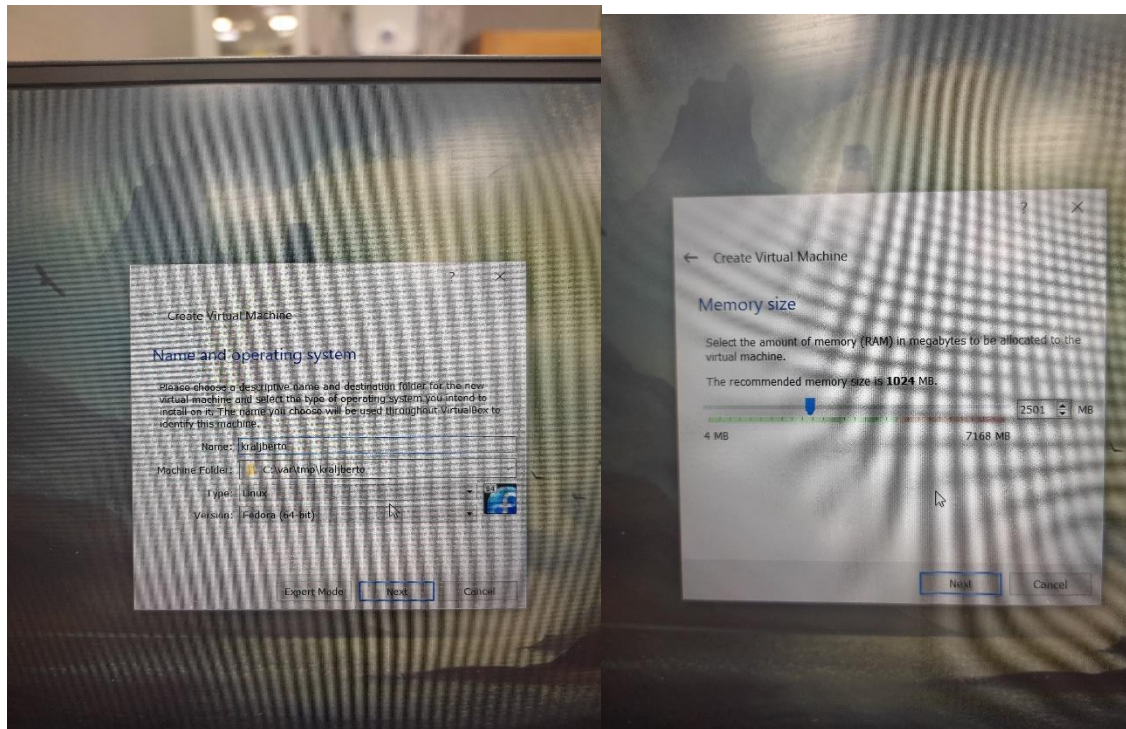 Create Virtual Machine
Name and operating system
Please choose a descriptive name and destination folder for the new
virtual machine and select the type of operating system you intend to
install on it. The name you choose will be used throughout VirtualBox to
identify this machine.
Name: kraljberto
Machine Folder: C:\var\tmp\kraljberto
Type: Linux
64
Version: Fedora (64-bit)
Expert Mode Next Cancel
Create Virtual Machine
Memory size
Select the amount of memory (RAM) in megabytes to be allocated to the
virtual machine.
The recommended memory size is 1024 MB.
2501 MB
4 MB 7168 MB
Next Cancel